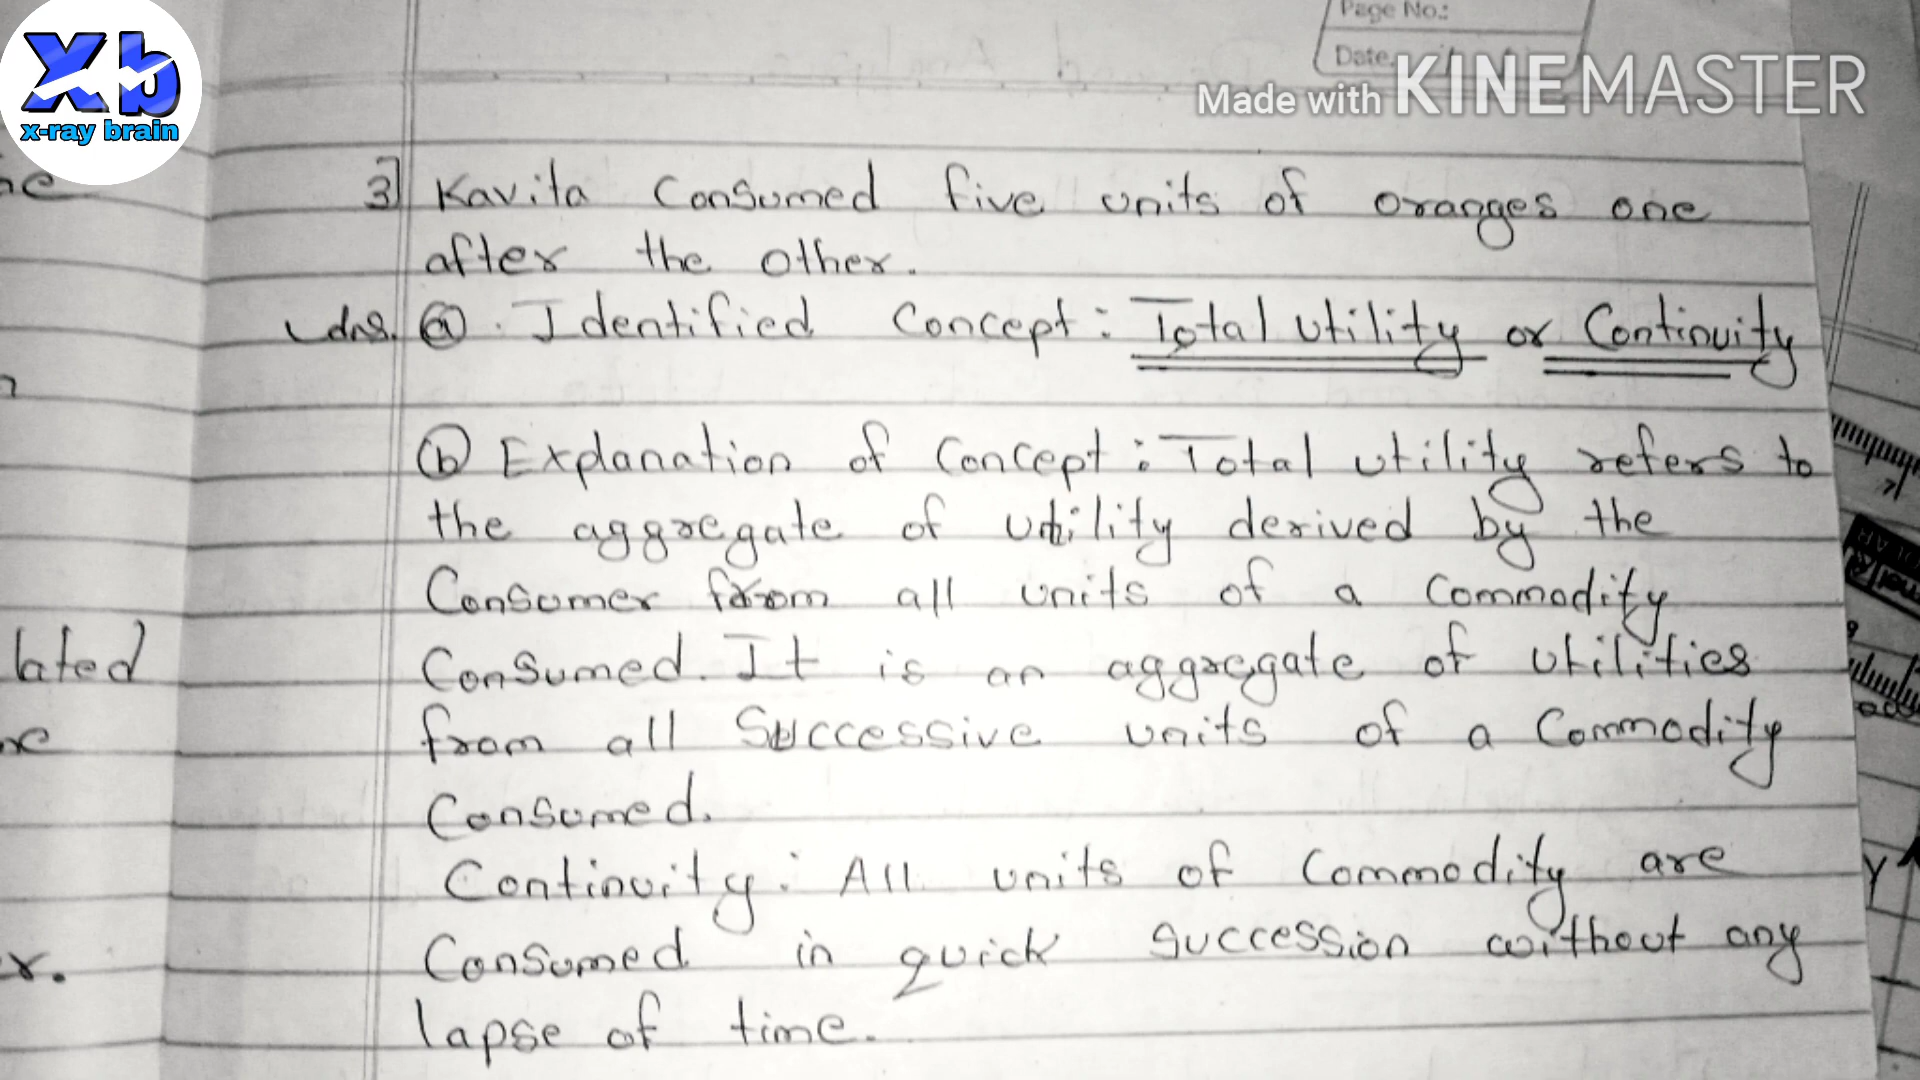 Xb
x-ray brain
Page No.:
Date
Made with KINEMASTER
3] Kavita Consumed five units of oranges one
after the other.
Ans. (a). Identified Concept: Total Utility or Continuity
(b) Explanation of Concept: Total utility refers to
the aggregate of utility derived by the
Consumer from all units of a Commodity
Consumed. It is an aggregate of utilities
from all Successive units of a Commodity
Consumed.
Continuity: All units of Commodity are
Consumed in quick Succession without any
lapse of time.
lated
r.
Y